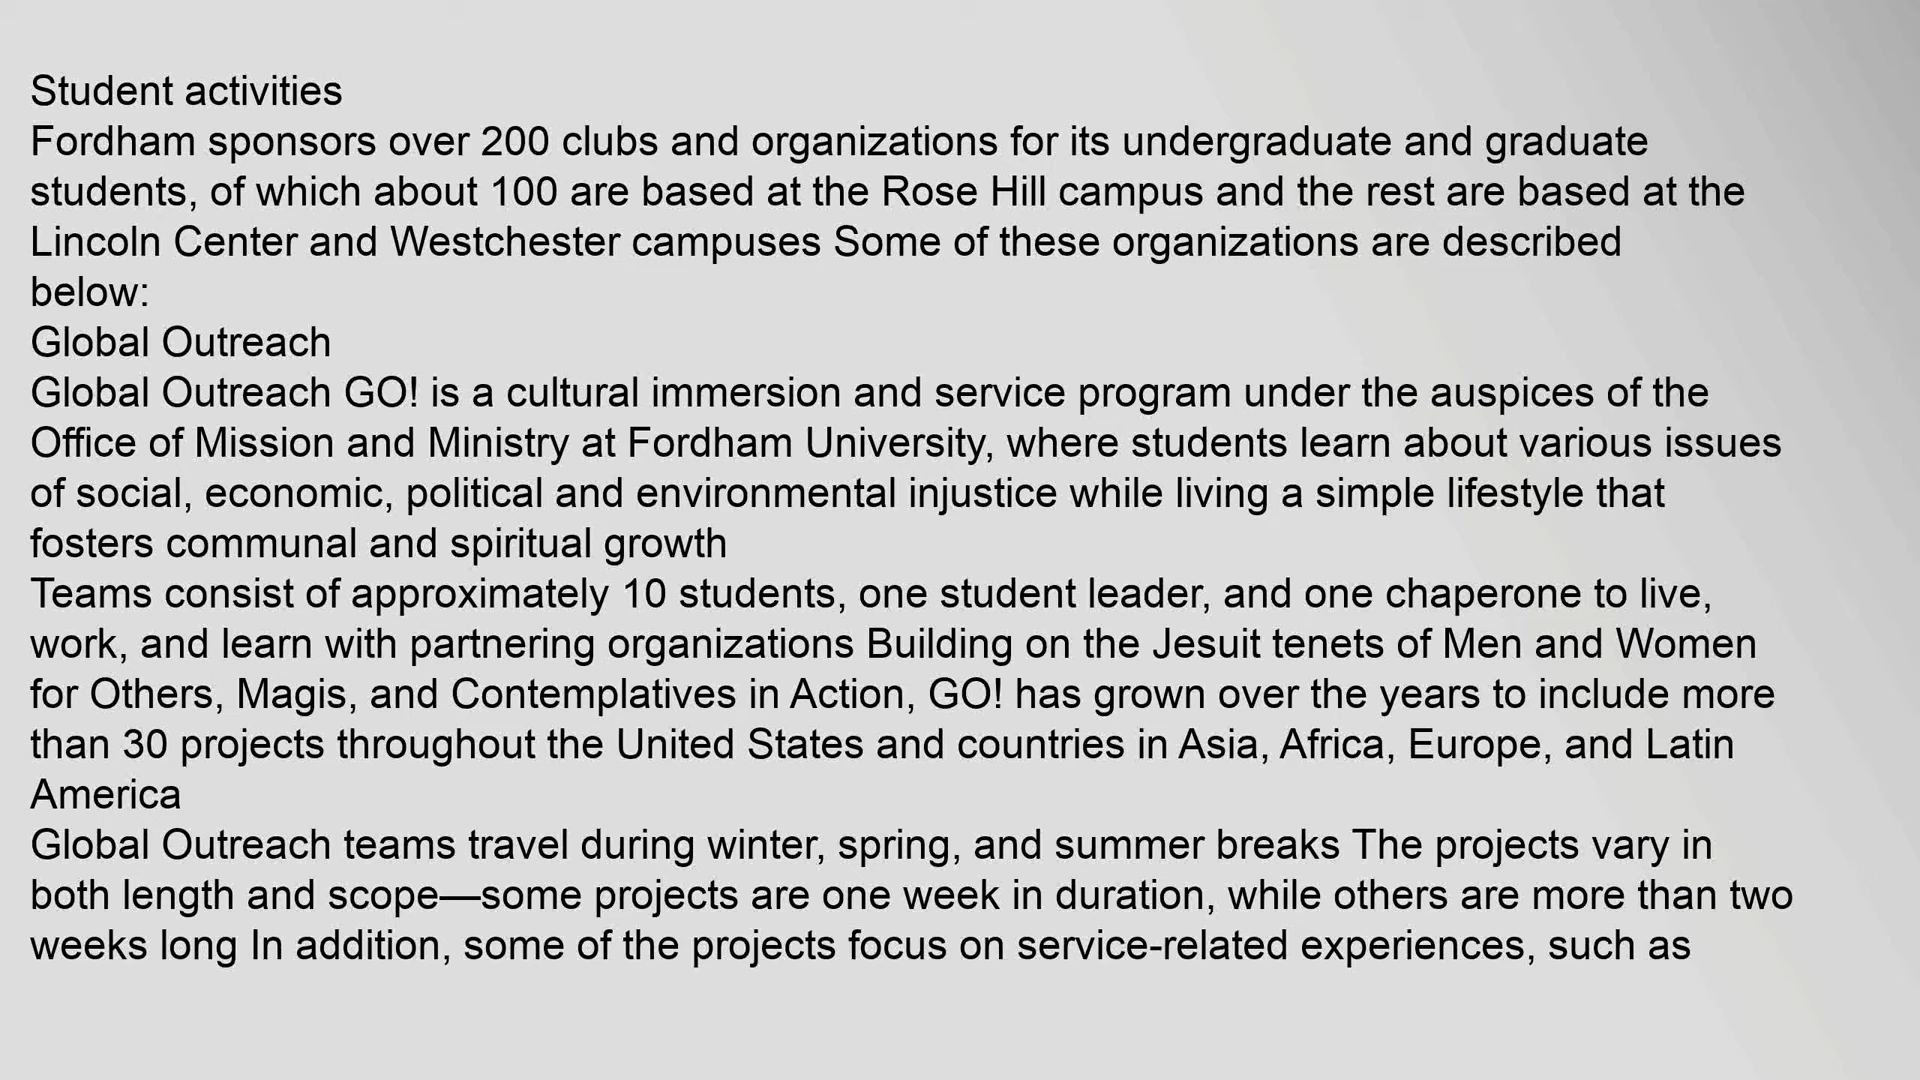 Student activities
Fordham sponsors over 200 clubs and organizations for its undergraduate and graduate
students, of which about 100 are based at the Rose Hill campus and the rest are based at the
Lincoln Center and Westchester campuses Some of these organizations are described
below:
Global Outreach
Global Outreach GO! is a cultural immersion and service program under the auspices of the
Office of Mission and Ministry at Fordham University, where students learn about various issues
of social, economic, political and environmental injustice while living a simple lifestyle that
fosters communal and spiritual growth
Teams consist of approximately 10 students, one student leader, and one chaperone to live,
work, and learn with partnering organizations Building on the Jesuit tenets of Men and Women
for Others, Magis, and Contemplatives in Action, GO! has grown over the years to include more
than 30 projects throughout the United States and countries in Asia, Africa, Europe, and Latin
America
Global Outreach teams travel during winter, spring, and summer breaks The projects vary in
both length and scope—some projects are one week in duration, while others are more than two
weeks long In addition, some of the projects focus on service-related experiences, such as